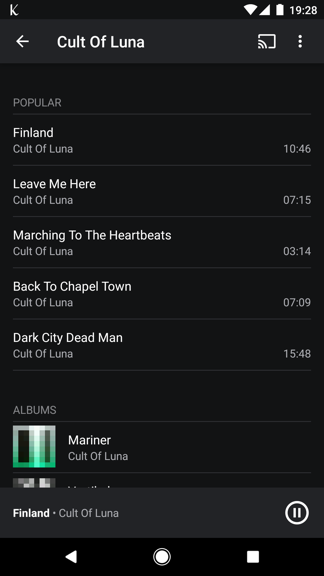 19:28
Cult Of Luna
POPULAR
Finland
Cult Of Luna
10:46
Leave Me Here
Cult Of Luna
07:15
Marching To The Heartbeats
Cult Of Luna
03:14
Back To Chapel Town
Cult Of Luna
07:09
Dark City Dead Man
Cult Of Luna
15:48
ALBUMS
Mariner
Cult Of Luna
Finland • Cult Of Luna